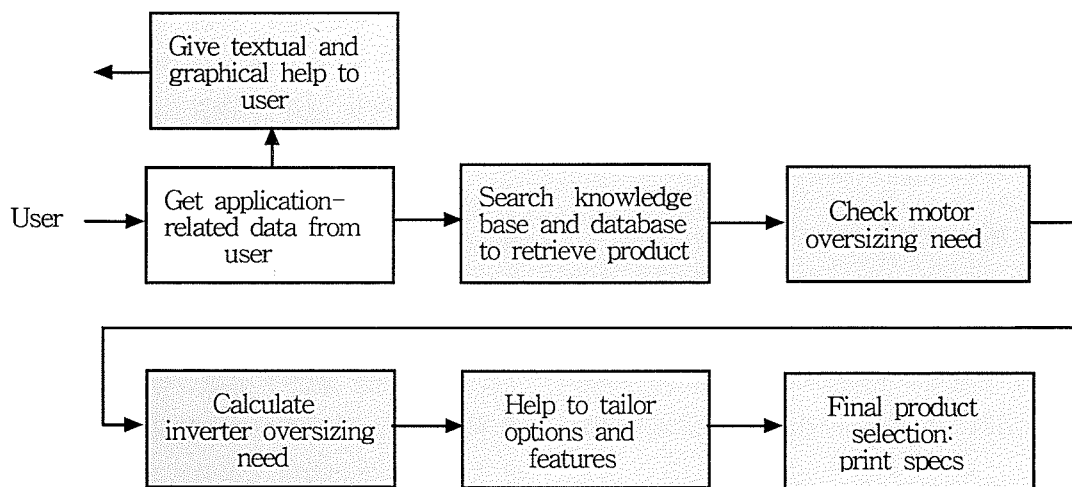 Give textual and
graphical help to
user
User
Get application-
related data from
user
Search knowledge
base and database
to retrieve product
Check motor
oversizing need
Calculate
inverter oversizing
need
Help to tailor
options and
features
Final product
selection:
print specs